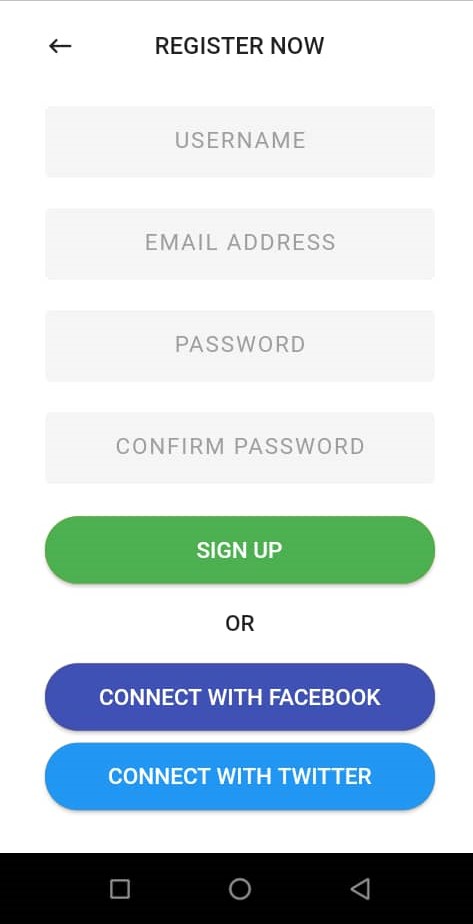 REGISTER NOW
USERNAME
EMAIL ADDRESS
PASSWORD
CONFIRM PASSWORD
SIGN UP
OR
CONNECT WITH FACEBOOK
CONNECT WITH TWITTER